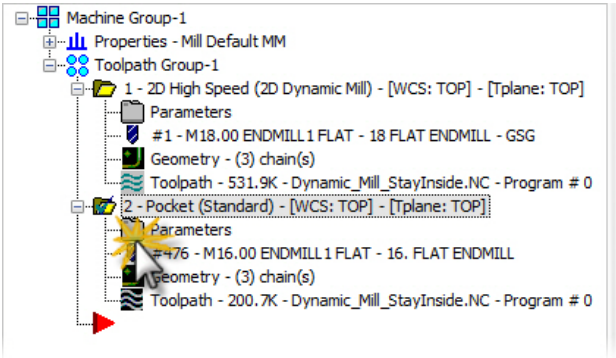 Machine Group-1
Properties - Mill Default MM
Toolpath Group-1
1 - 2D High Speed (2D Dynamic Mill) - [WCS: TOP] - [Tplane: TOP]
Parameters
#1 - M18.00 ENDMILL1 FLAT - 18 FLAT ENDMILL - GSG
Geometry - (3) chain(s)
Toolpath - 531.9K - Dynamic_Mill_StayInside.NC - Program # 0
2 - Pocket (Standard) - [WCS: TOP] - [Tplane: TOP]
Parameters
#476 - M16.00 ENDMILL1 FLAT - 16. FLAT ENDMILL
Geometry - (3) chain(s)
Toolpath - 200.7K - Dynamic_Mill_StayInside.NC - Program # 0